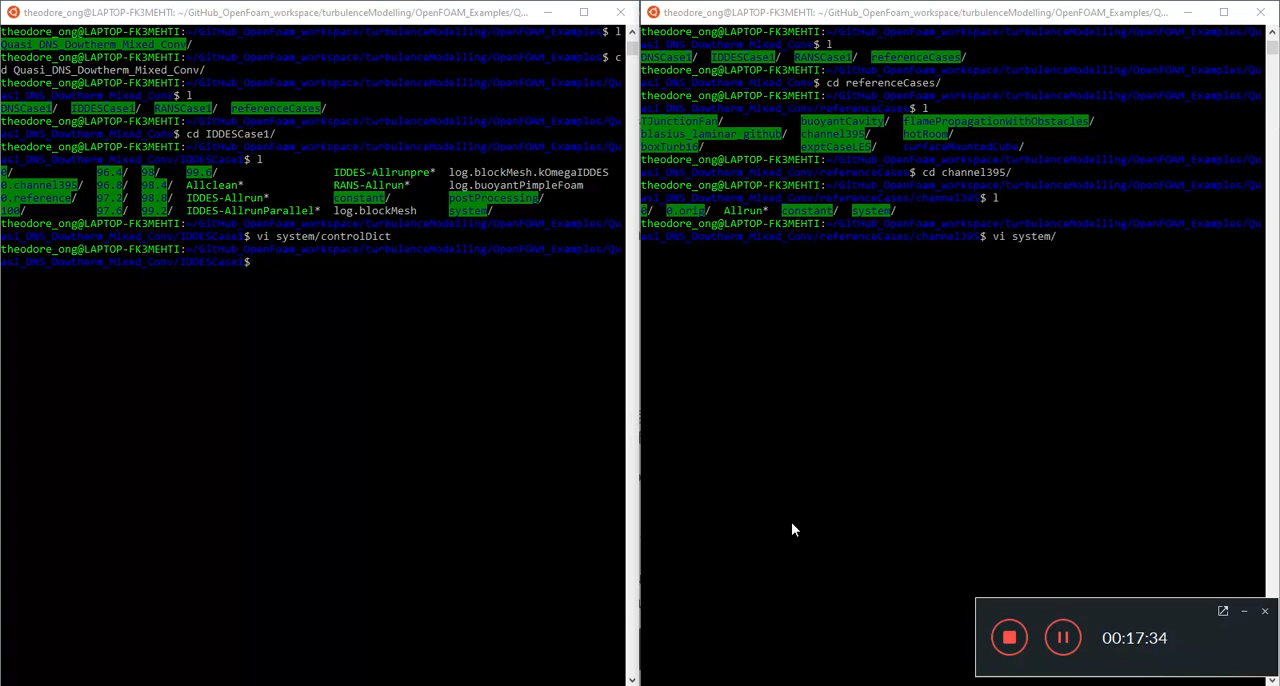 theodore_ong@LAPTOP-FK3MEHTI: ~/GitHub_OpenFoam_workspace/turbulenceModelling/OpenFOAM_Examples/Q...
theodore_ong@LAPTOP-FK3MEHTI:~/GitHub_OpenFoam_workspace/turbulenceModelling/OpenFOAM_Examples$ l
Quasi_DNS_Dowtherm_Mixed_Conv/
theodore_ong@LAPTOP-FK3MEHTI:~/GitHub_OpenFoam_workspace/turbulenceModelling/OpenFOAM_Examples$ c
d Quasi_DNS_Dowtherm_Mixed_Conv/
theodore_ong@LAPTOP-FK3MEHTI:~/GitHub_OpenFoam_workspace/turbulenceModelling/OpenFOAM_Examples/Qu
asi_DNS_Dowtherm_Mixed_Conv$ l
DNSCase1/ IDDESCase1/ RANSCase1/ referenceCases/
theodore_ong@LAPTOP-FK3MEHTI:~/GitHub_OpenFoam_workspace/turbulenceModelling/OpenFOAM_Examples/Qu
asi_DNS_Dowtherm_Mixed_Conv$ cd IDDESCase1/
theodore_ong@LAPTOP-FK3MEHTI:~/GitHub_OpenFoam_workspace/turbulenceModelling/OpenFOAM_Examples/Qu
asi_DNS_Dowtherm_Mixed_Conv/IDDESCase1$ l
0/ 96.4/ 98/ 99.6/ IDDES-Allrunpre* log.blockMesh.kOmegaIDDES
0.channel395/ 96.8/ 98.4/ Allclean* RANS-Allrun* log.buoyantPimpleFoam
0.reference/ 97.2/ 98.8/ IDDES-Allrun* constant/ postProcessing/
100/ 97.6/ 99.2/ IDDES-AllrunParallel* log.blockMesh system/
theodore_ong@LAPTOP-FK3MEHTI:~/GitHub_OpenFoam_workspace/turbulenceModelling/OpenFOAM_Examples/Qu
asi_DNS_Dowtherm_Mixed_Conv/IDDESCase1$ vi system/controlDict
theodore_ong@LAPTOP-FK3MEHTI:~/GitHub_OpenFoam_workspace/turbulenceModelling/OpenFOAM_Examples/Qu
asi_DNS_Dowtherm_Mixed_Conv/IDDESCase1$
theodore_ong@LAPTOP-FK3MEHTI: ~/GitHub_OpenFoam_workspace/turbulenceModelling/OpenFOAM_Examples/Q...
theodore_ong@LAPTOP-FK3MEHTI:~/GitHub_OpenFoam_workspace/turbulenceModelling/OpenFOAM_Examples/Qu
asi_DNS_Dowtherm_Mixed_Conv$ l
DNSCase1/ IDDESCase1/ RANSCase1/ referenceCases/
theodore_ong@LAPTOP-FK3MEHTI:~/GitHub_OpenFoam_workspace/turbulenceModelling/OpenFOAM_Examples/Qu
asi_DNS_Dowtherm_Mixed_Conv$ cd referenceCases/
theodore_ong@LAPTOP-FK3MEHTI:~/GitHub_OpenFoam_workspace/turbulenceModelling/OpenFOAM_Examples/Qu
asi_DNS_Dowtherm_Mixed_Conv/referenceCases$ l
TJunctionFan/ buoyantCavity/ flamePropagationWithObstacles/
blasius_laminar_github/ channel395/ hotRoom/
boxTurb16/ exptCaseLES/ surfaceMountedCube/
theodore_ong@LAPTOP-FK3MEHTI:~/GitHub_OpenFoam_workspace/turbulenceModelling/OpenFOAM_Examples/Qu
asi_DNS_Dowtherm_Mixed_Conv/referenceCases$ cd channel395/
theodore_ong@LAPTOP-FK3MEHTI:~/GitHub_OpenFoam_workspace/turbulenceModelling/OpenFOAM_Examples/Qu
asi_DNS_Dowtherm_Mixed_Conv/referenceCases/channel395$ l
0/ 0.orig/ Allrun* constant/ system/
theodore_ong@LAPTOP-FK3MEHTI:~/GitHub_OpenFoam_workspace/turbulenceModelling/OpenFOAM_Examples/Qu
asi_DNS_Dowtherm_Mixed_Conv/referenceCases/channel395$ vi system/
00:17:34